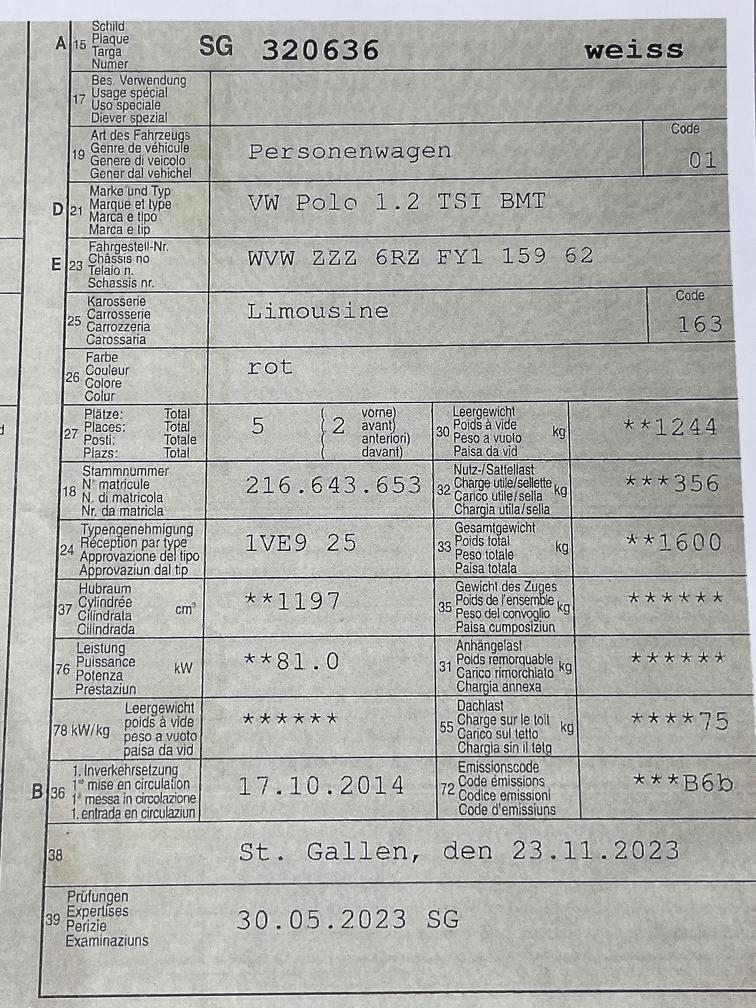 A 15 Schild SG 320636 weiss
Plaque
Targa
Numer
17 Bes. Verwendung
Usage spécial
Uso speciale
Diever spezial
19 Art des Fahrzeugs Personenwagen Code 01
Genre de véhicule
Genere di veicolo
Gener dal vehichel
D 21 Marke und Typ VW Polo 1.2 TSI BMT
Marque et type
Marca e tipo
Marca e tip
E 23 Fahrgestell-Nr. WVW ZZZ 6RZ FY1 159 62
Châssis no
Telaio n.
Schassis nr.
25 Karosserie Limousine Code 163
Carrosserie
Carrozzeria
Carossaria
26 Farbe rot
Couleur
Colore
Colur
27 Plätze: Total 5 (2 vorne)
Places: Total avant)
Posti: Totale anteriori)
Plazs: Total davant)
30 Leergewicht kg **1244
Poids à vide
Peso a vuoto
Paisa da vid
18 Stammnummer 216.643.653
N° matricule
N. di matricola
Nr. da matricla
32 Nutz-/Sattellast kg ***356
Charge utile/sellette
Carico utile/sella
Chargia utila/sella
24 Typengenehmigung 1VE9 25
Réception par type
Approvazione del tipo
Approvaziun dal tip
33 Gesamtgewicht kg **1600
Poids total
Peso totale
Paisa totala
37 Hubraum cm³ **1197
Cylindrée
Cilindrata
Cilindrada
35 Gewicht des Zuges kg ******
Poids de l'ensemble
Peso del convoglio
Paisa cumposiziun
76 Leistung kW **81.0
Puissance
Potenza
Prestaziun
31 Anhängelast kg ******
Poids remorquable
Carico rimorchiato
Chargia annexa
78 kW/kg Leergewicht ******
poids à vide
peso a vuoto
paisa da vid
55 Dachlast kg ****75
Charge sur le toit
Carico sul tetto
Chargia sin il tetg
B 36 1. Inverkehrsetzung 17.10.2014
1re mise en circulation
1a messa in circolazione
1. entrada en circulaziun
72 Emissionscode ***B6b
Code émissions
Codice emissioni
Code d'emissiuns
38 St. Gallen, den 23.11.2023
39 Prüfungen 30.05.2023 SG
Expertises
Perizie
Examinaziuns